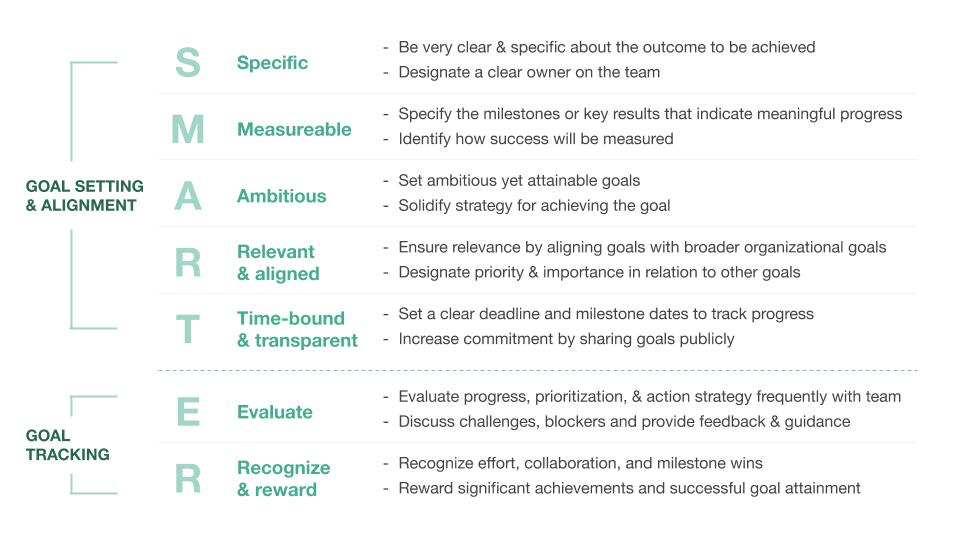 GOAL SETTING
& ALIGNMENT
S
Specific
- Be very clear & specific about the outcome to be achieved
- Designate a clear owner on the team
M
Measureable
- Specify the milestones or key results that indicate meaningful progress
- Identify how success will be measured
A
Ambitious
- Set ambitious yet attainable goals
- Solidify strategy for achieving the goal
R
Relevant
& aligned
- Ensure relevance by aligning goals with broader organizational goals
- Designate priority & importance in relation to other goals
T
Time-bound
& transparent
- Set a clear deadline and milestone dates to track progress
- Increase commitment by sharing goals publicly
GOAL
TRACKING
E
Evaluate
- Evaluate progress, prioritization, & action strategy frequently with team
- Discuss challenges, blockers and provide feedback & guidance
R
Recognize
& reward
- Recognize effort, collaboration, and milestone wins
- Reward significant achievements and successful goal attainment